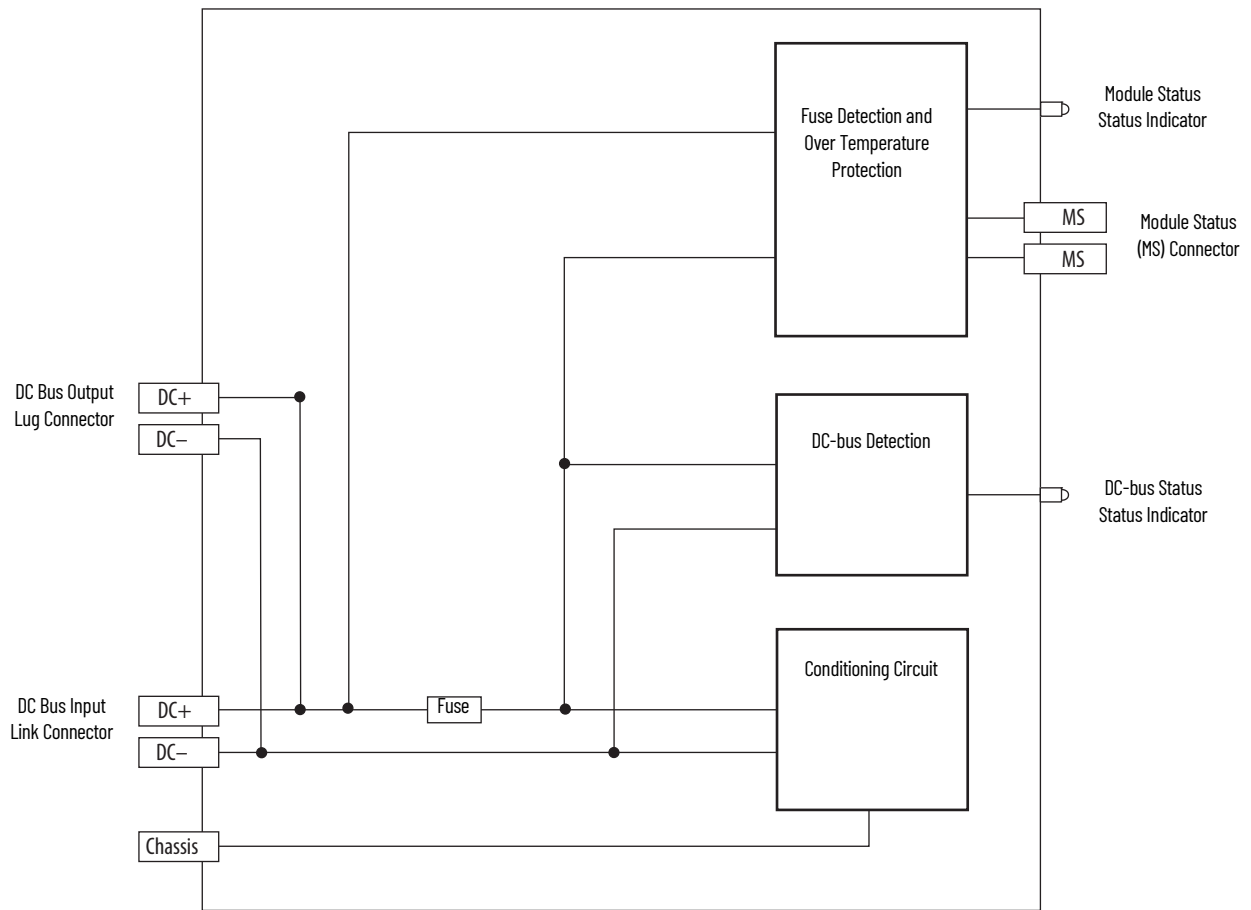 Fuse Detection and
Over Temperature
Protection
Module Status
Status Indicator
MS
MS
Module Status
(MS) Connector
DC Bus Output
Lug Connector
DC+
DC–
DC-bus Detection
DC-bus Status
Status Indicator
Conditioning Circuit
DC Bus Input
Link Connector
DC+
DC–
Fuse
Chassis